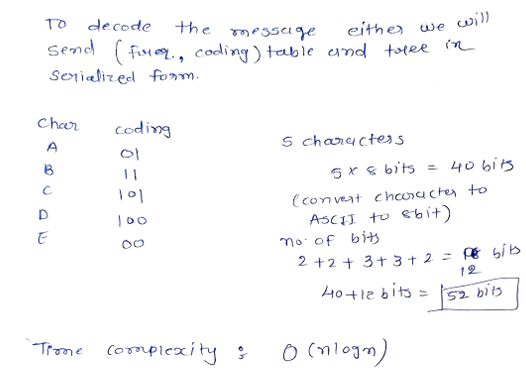 To decode the message either we will
send (freq., coding) table and tree in
serialized form.
Char coding
A 01
B 11
C 101
D 100
E 00
5 characters
5 x 8 bits = 40 bits
(convert character to
ASCII to 8bit)
no. of bits
2 + 2 + 3 + 3 + 2 = bits
12
40+12 bits = 52 bits
Time complexity : O(nlogn)